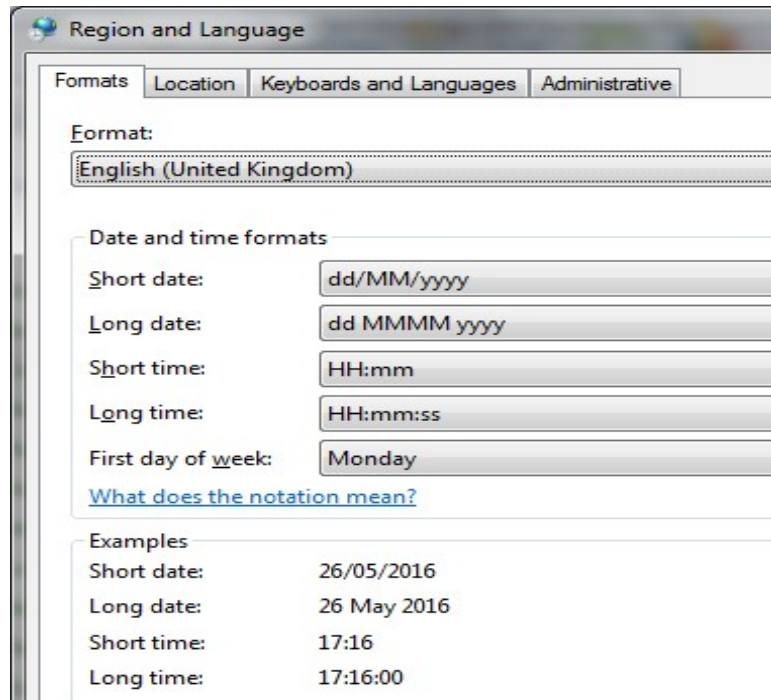 Region and Language
Formats Location Keyboards and Languages Administrative
Format:
English (United Kingdom)
Date and time formats
Short date: dd/MM/yyyy
Long date: dd MMMM yyyy
Short time: HH:mm
Long time: HH:mm:ss
First day of week: Monday
What does the notation mean?
Examples
Short date: 26/05/2016
Long date: 26 May 2016
Short time: 17:16
Long time: 17:16:00